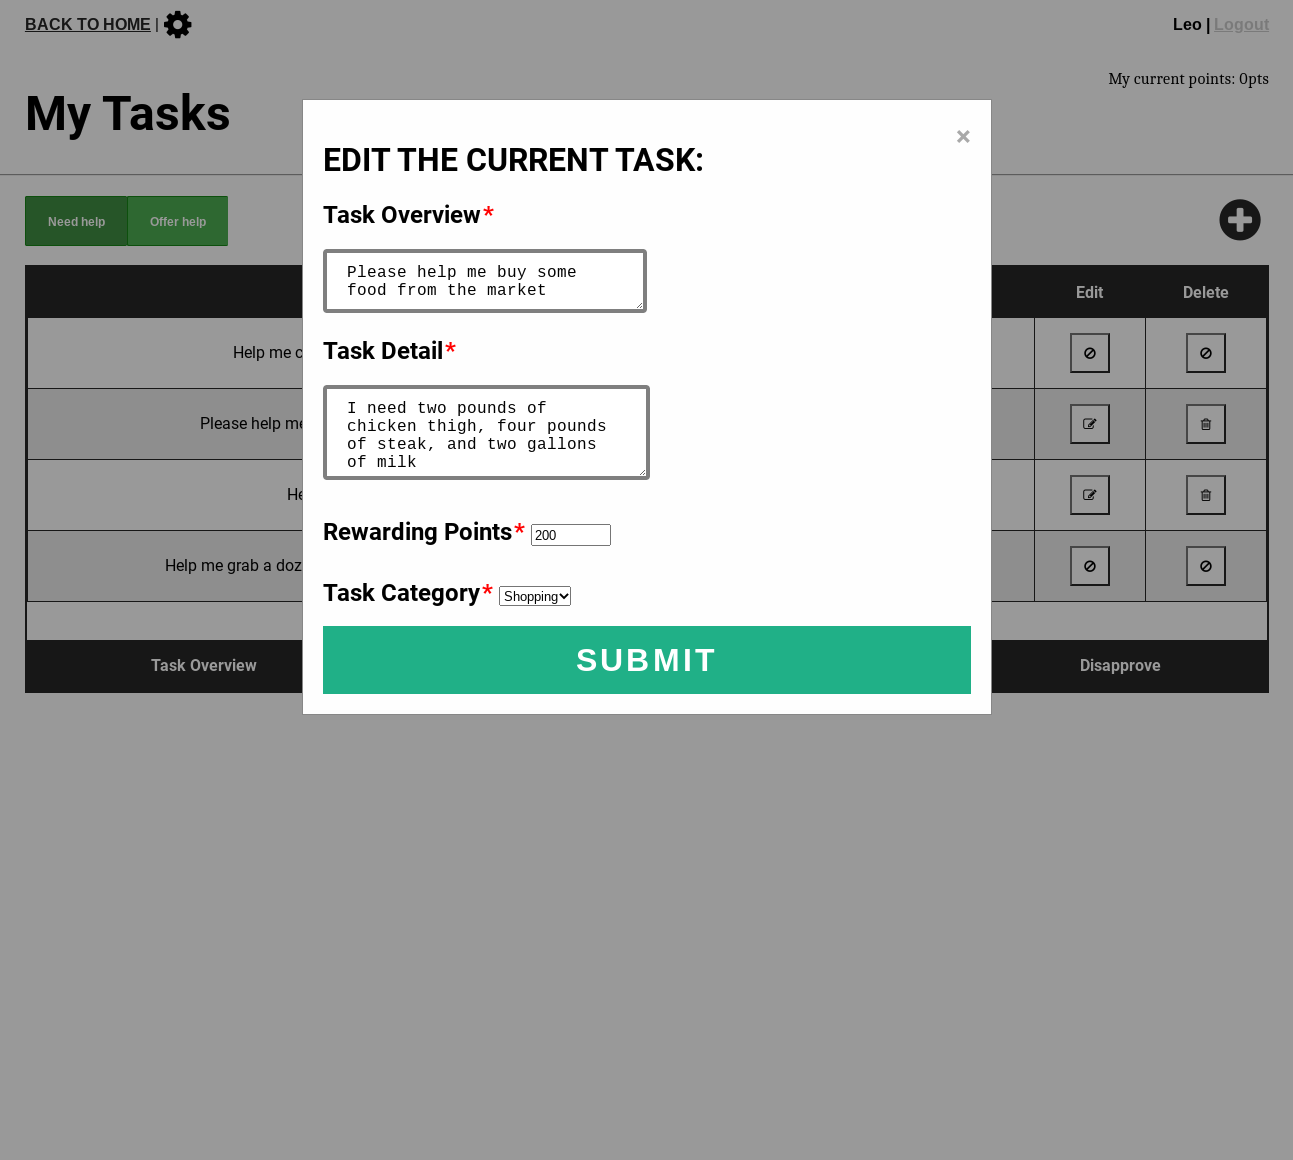 BACK TO HOME |
Leo | Logout
My current points: 0pts
My Tasks
×
EDIT THE CURRENT TASK:
Task Overview*
Please help me buy some
food from the market
Task Detail*
I need two pounds of
chicken thigh, four pounds
of steak, and two gallons
of milk
Rewarding Points* 200
Task Category* Shopping
SUBMIT
Need help Offer help
Edit Delete
Help me
Please help me
Help me grab a
Task Overview Disapprove